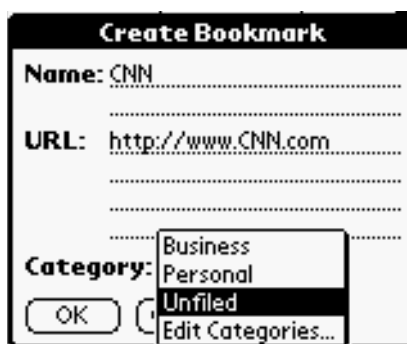 Create Bookmark
Name: CNN
URL: http://www.CNN.com
Business
Category: Personal
Unfiled
OK
Edit Categories...